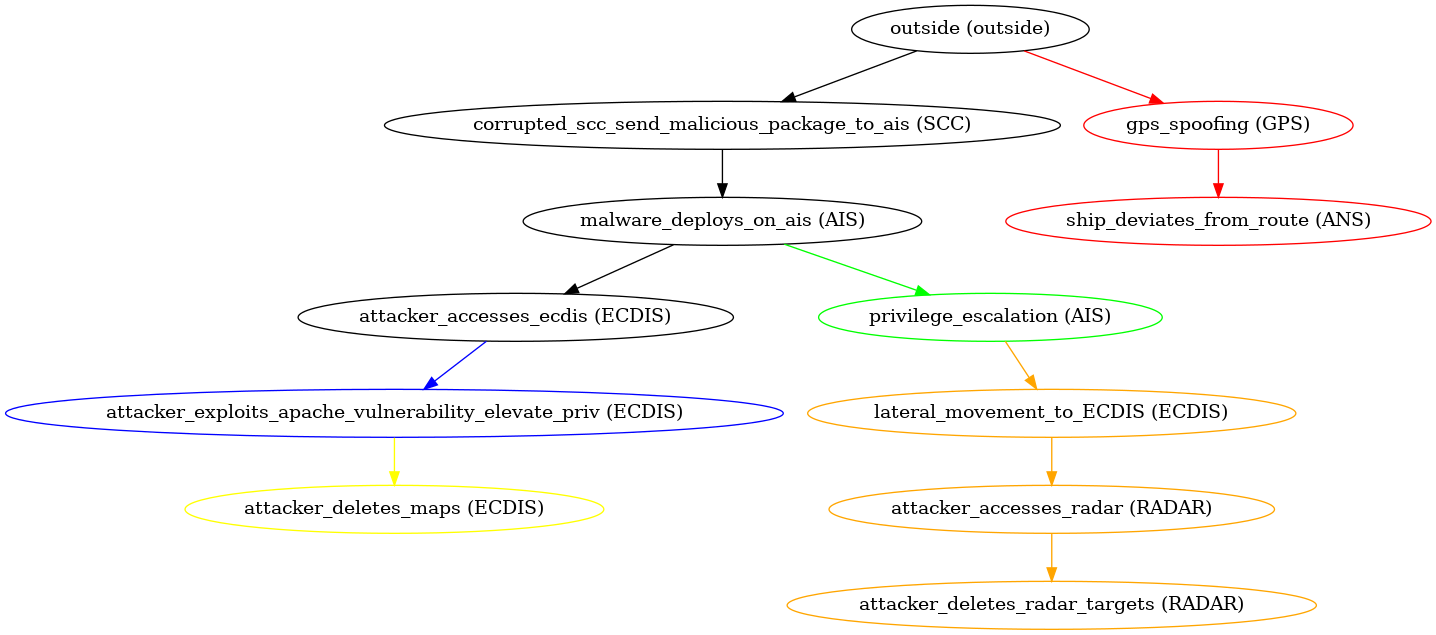 outside (outside)
corrupted_scc_send_malicious_package_to_ais (SCC)
gps_spoofing (GPS)
malware_deploys_on_ais (AIS)
ship_deviates_from_route (ANS)
attacker_accesses_ecdis (ECDIS)
privilege_escalation (AIS)
attacker_exploits_apache_vulnerability_elevate_priv (ECDIS)
lateral_movement_to_ECDIS (ECDIS)
attacker_deletes_maps (ECDIS)
attacker_accesses_radar (RADAR)
attacker_deletes_radar_targets (RADAR)